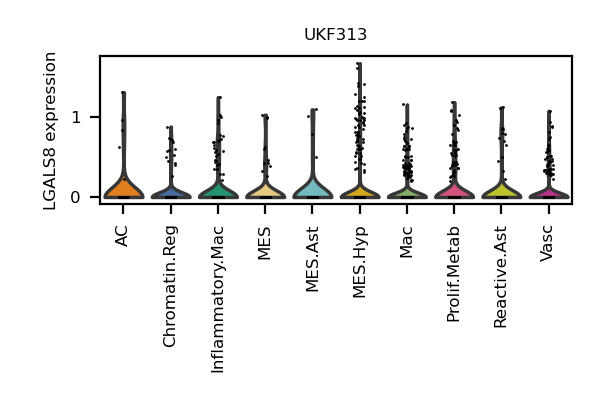 UKF313
LGALS8 expression
1
0
AC
Chromatin.Reg
Inflammatory.Mac
MES
MES.Ast
MES.Hyp
Mac
Prolif.Metab
Reactive.Ast
Vasc